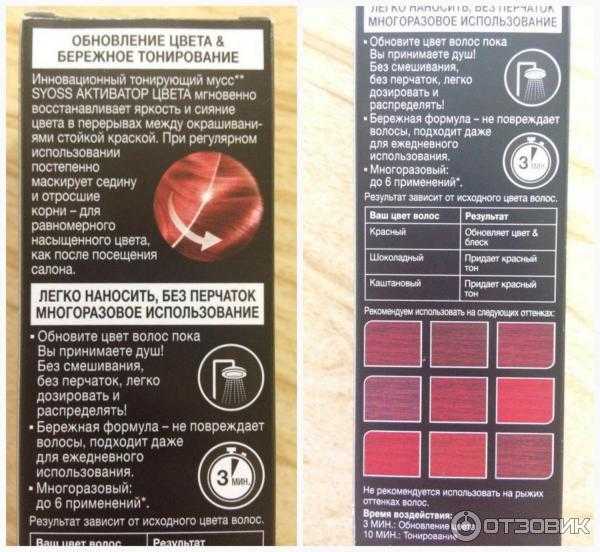 ОБНОВЛЕНИЕ ЦВЕТА &
БЕРЕЖНОЕ ТОНИРОВАНИЕ
Инновационный тонирующий мусс**
SYOSS АКТИВАТОР ЦВЕТА мгновенно
восстанавливает яркость и сияние
цвета в перерывах между окрашивани-
ями стойкой краской. При регулярном
использовании
постепенно
маскирует седину
и отросшие
корни – для
равномерного
насыщенного цвета,
как после посещения
салона.
ЛЕГКО НАНОСИТЬ, БЕЗ ПЕРЧАТОК
МНОГОРАЗОВОЕ ИСПОЛЬЗОВАНИЕ
▪ Обновите цвет волос пока
Вы принимаете душ!
Без смешивания,
без перчаток, легко
дозировать и
распределять!
▪ Бережная формула – не повреждает
волосы, подходит даже
для ежедневного
использования.
▪ Многоразовый:
до 6 применений*.
3
МИН.
Результат зависит от исходного цвета волос.
Ваш цвет волос
Результат
ЛЕГКО НАНОСИТЬ, БЕЗ ПЕРЧАТОК
МНОГОРАЗОВОЕ ИСПОЛЬЗОВАНИЕ
▪ Обновите цвет волос пока
Вы принимаете душ!
Без смешивания,
без перчаток, легко
дозировать и
распределять!
▪ Бережная формула – не повреждает
волосы, подходит даже
для ежедневного
использования.
▪ Многоразовый:
до 6 применений*.
3
МИН.
Результат зависит от исходного цвета волос.
Ваш цвет волос Результат
Красный Обновляет цвет &
блеск
Шоколадный Придает красный
тон
Каштановый Придает красный
тон
Рекомендуем использовать на следующих оттенках:
Не рекомендуется использовать на рыжих
оттенках волос.
Время воздействия:
3 МИН.: Обновление цвета
10 МИН.: Тонирование
ОТЗОВИК